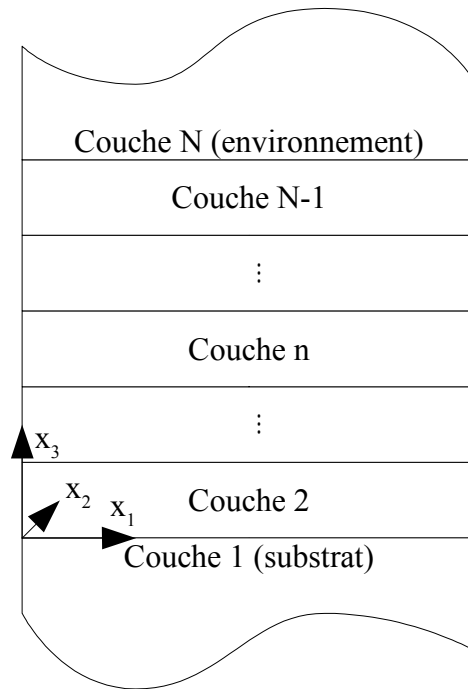 Couche N (environnement)
Couche N-1
⋮
Couche n
⋮
x₃
x₂
Couche 2
x₁
Couche 1 (substrat)